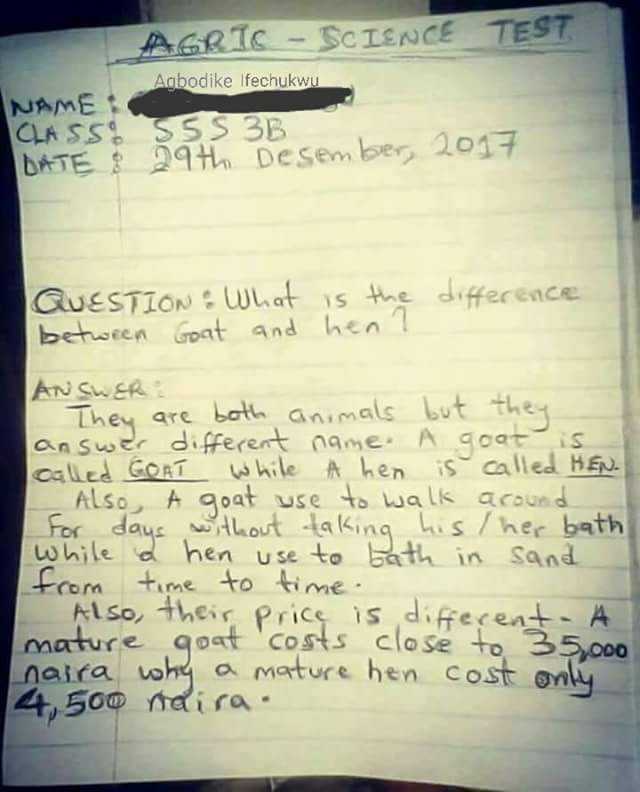 AGRIC - SCIENCE TEST
Agbodike Ifechukwu
NAME :
CLASS: SSS 3B
DATE : 29th Desember, 2017
QUESTION : What is the difference
between Goat and hen ?
ANSWER :
They are both animals but they
answer different name. A goat is
called GOAT while A hen is called HEN.
Also, A goat use to walk around
For days without taking his / her bath
while a hen use to bath in sand
from time to time.
Also, their price is different - A
mature goat costs close to 35,000
naira why a mature hen cost only
4,500 naira.